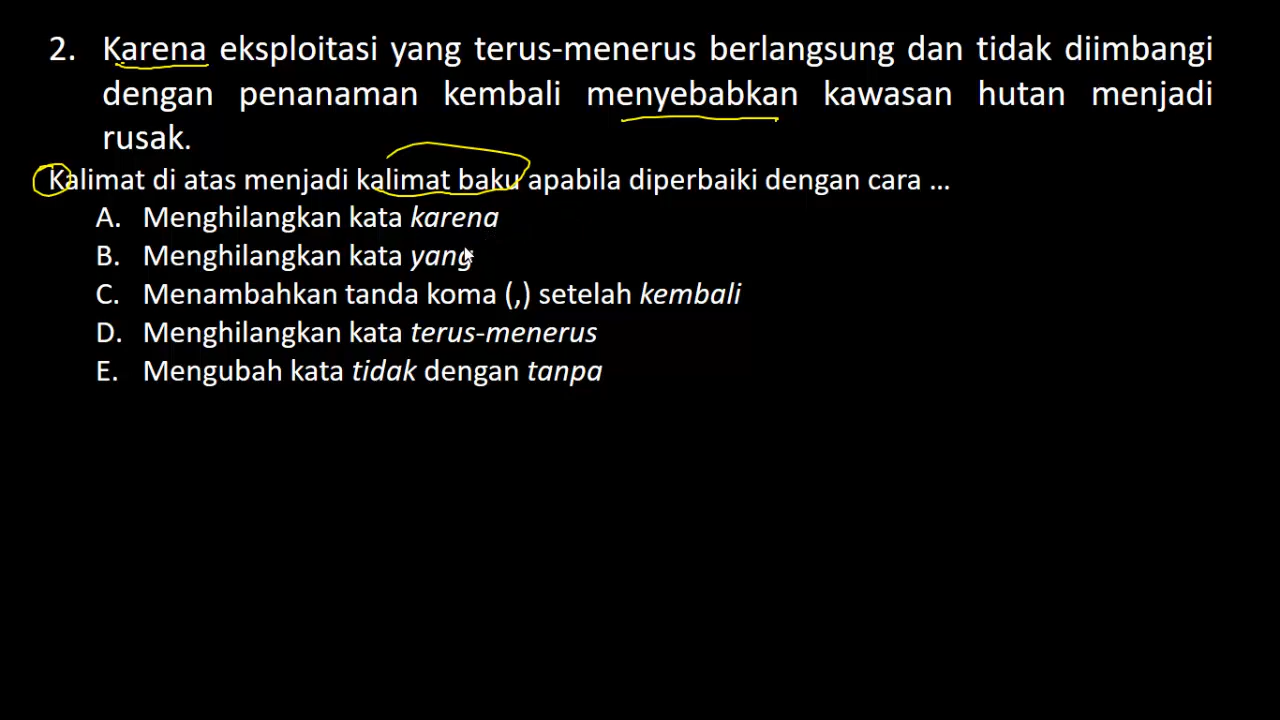 2. Karena eksploitasi yang terus-menerus berlangsung dan tidak diimbangi
dengan penanaman kembali menyebabkan kawasan hutan menjadi
rusak.
Kalimat di atas menjadi kalimat baku apabila diperbaiki dengan cara ...
A. Menghilangkan kata karena
B. Menghilangkan kata yang
C. Menambahkan tanda koma (,) setelah kembali
D. Menghilangkan kata terus-menerus
E. Mengubah kata tidak dengan tanpa